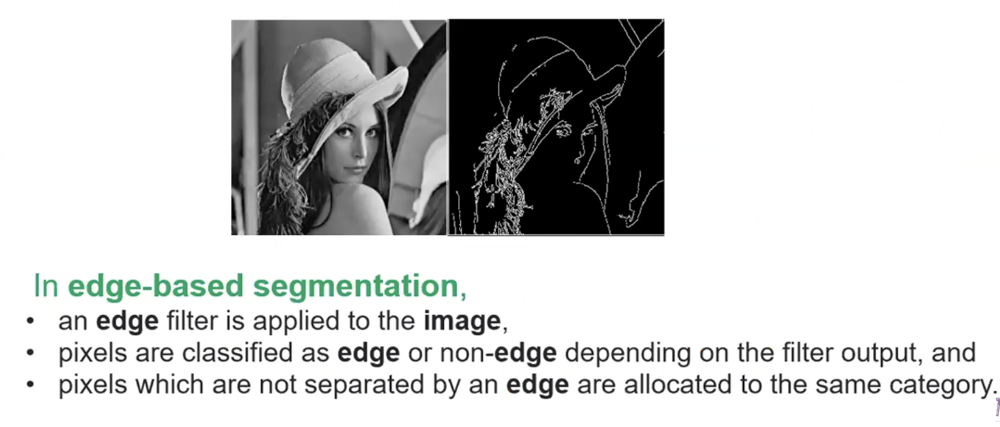 In edge-based segmentation,
• an edge filter is applied to the image,
• pixels are classified as edge or non-edge depending on the filter output, and
• pixels which are not separated by an edge are allocated to the same category.